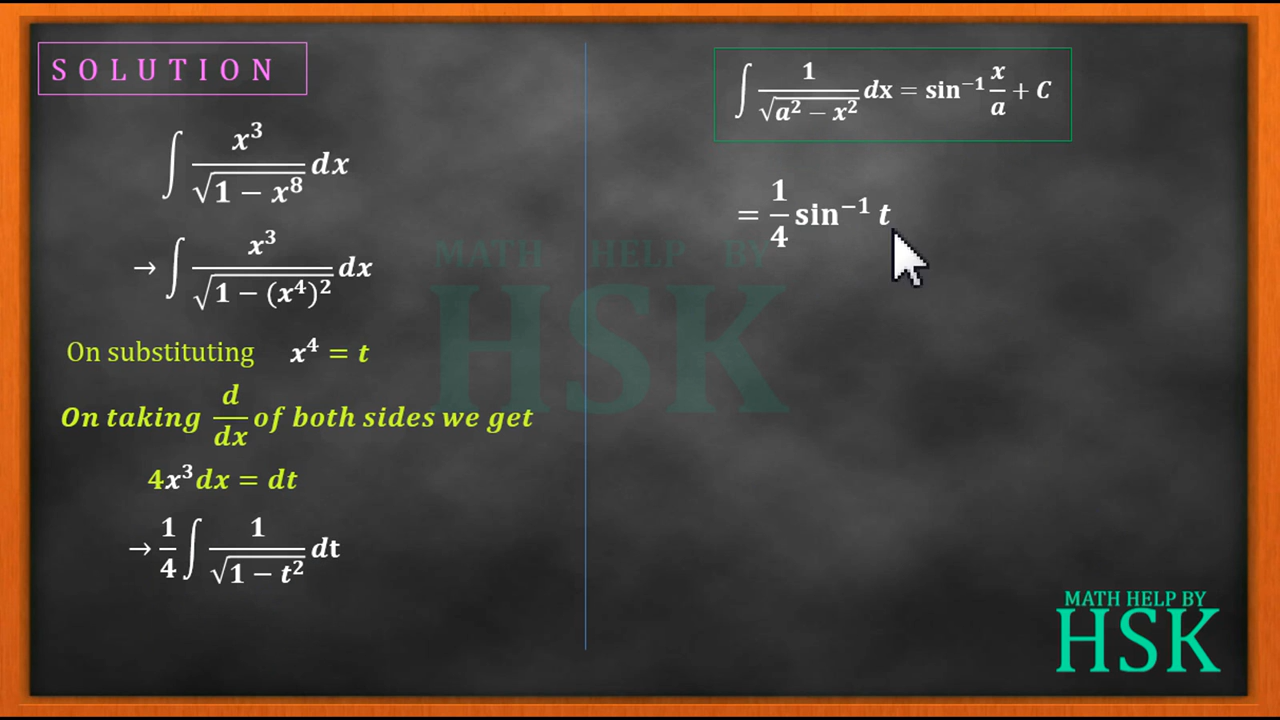 SOLUTION
∫ x³/√(1 − x⁸) dx
→ ∫ x³/√(1 − (x⁴)²) dx
On substituting x⁴ = t
On taking d/dx of both sides we get
4x³dx = dt
→ 1/4 ∫ 1/√(1 − t²) dt
∫ 1/√(a² − x²) dx = sin⁻¹ x/a + C
= 1/4 sin⁻¹ t
MATH HELP BY
HSK
MATH HELP BY
HSK